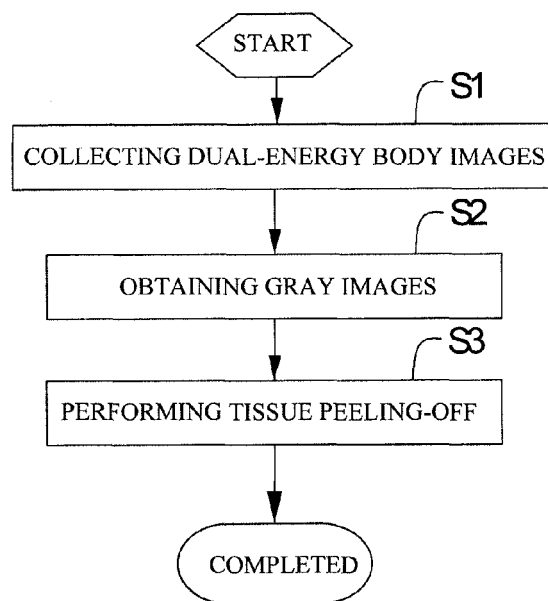 START
S1
COLLECTING DUAL-ENERGY BODY IMAGES
S2
OBTAINING GRAY IMAGES
S3
PERFORMING TISSUE PEELING-OFF
COMPLETED